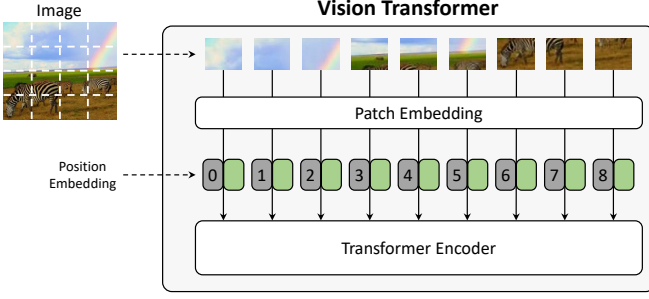 Vision Transformer
Image
Patch Embedding
Position
Embedding
0 1 2 3 4 5 6 7 8
Transformer Encoder